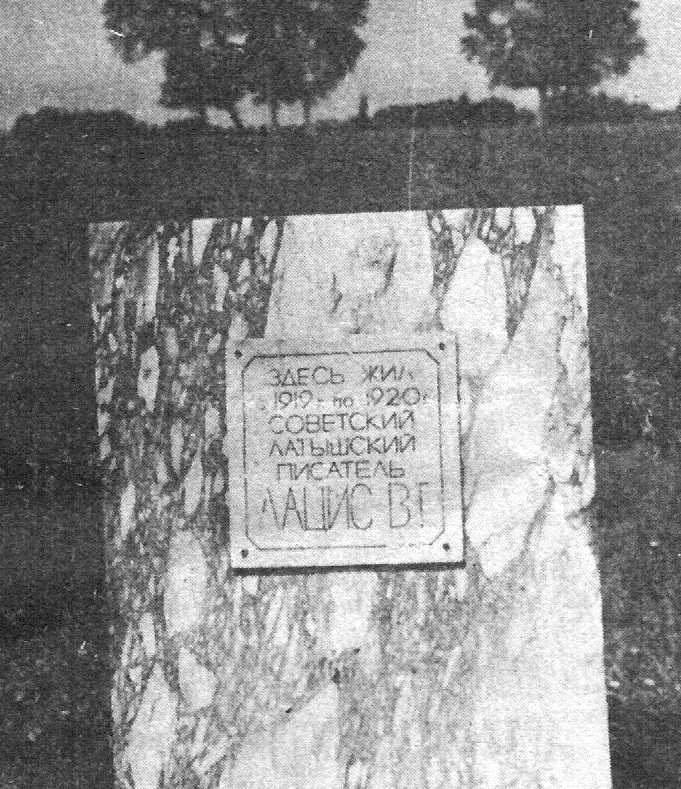 ЗДЕСЬ ЖИЛ
с 1919 г. по 1920 г.
СОВЕТСКИЙ
ЛАТЫШСКИЙ
ПИСАТЕЛЬ
ЛАЦИС В.Т.